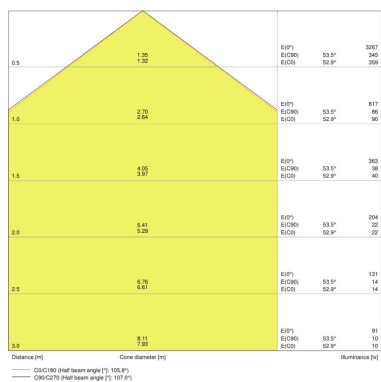 E(0°) 3267
1.35 E(C90) 53.5° 345
0.5 1.32 E(C0) 52.9° 359
E(0°) 817
2.70 E(C90) 53.5° 86
1.0 2.64 E(C0) 52.9° 90
E(0°) 363
4.05 E(C90) 53.5° 38
1.5 3.97 E(C0) 52.9° 40
E(0°) 204
5.41 E(C90) 53.5° 22
2.0 5.29 E(C0) 52.9° 22
E(0°) 131
6.76 E(C90) 53.5° 14
2.5 6.61 E(C0) 52.9° 14
E(0°) 91
8.11 E(C90) 53.5° 10
3.0 7.93 E(C0) 52.9° 10
Distance [m] Cone diameter [m] Illuminance [lx]
C0/C180 (Half beam angle [°]: 105.8°)
C90/C270 (Half beam angle [°]: 107.0°)